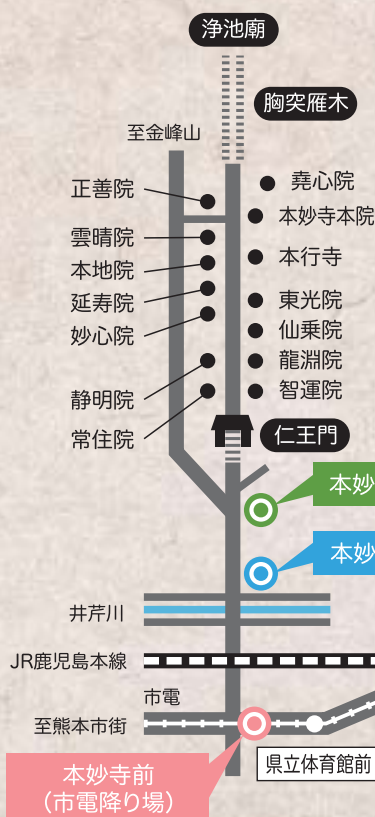 浄池廟
胸突雁木
至金峰山
正善院
堯心院
本妙寺本院
雲晴院
本地院
本行寺
延寿院
東光院
妙心院
仙乗院
龍淵院
静明院
智運院
常住院
仁王門
本妙
本妙
井芹川
JR鹿児島本線
市電
至熊本市街
県立体育館前
本妙寺前
（市電降り場）